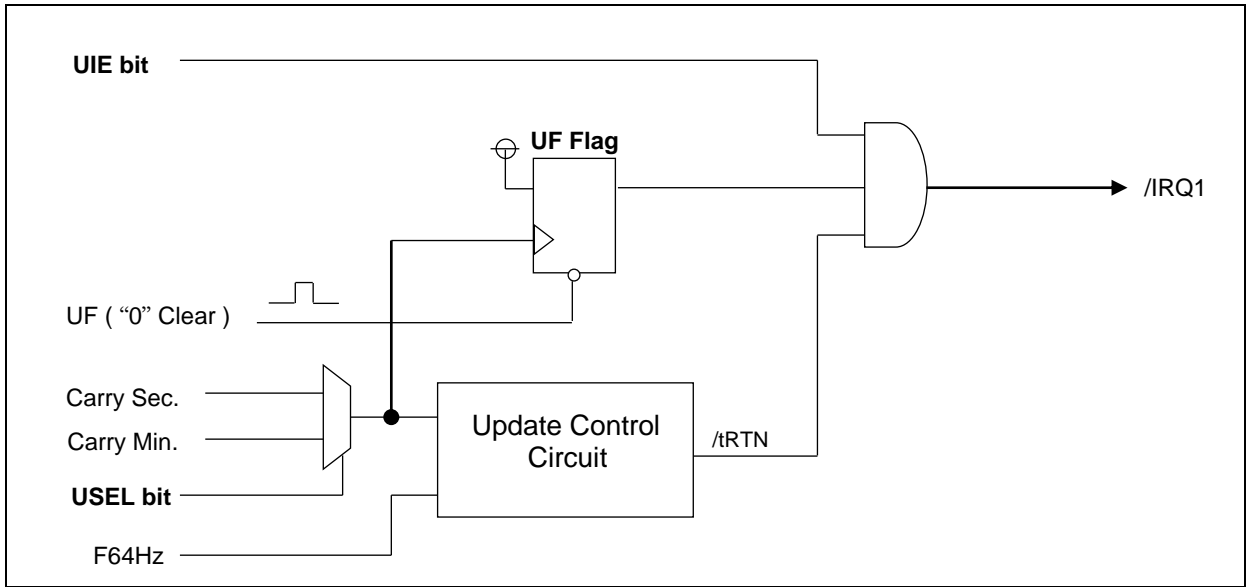 UIE bit
UF Flag
/IRQ1
UF ( “0” Clear )
Carry Sec.
Carry Min.
USEL bit
F64Hz
Update Control
Circuit
/tRTN